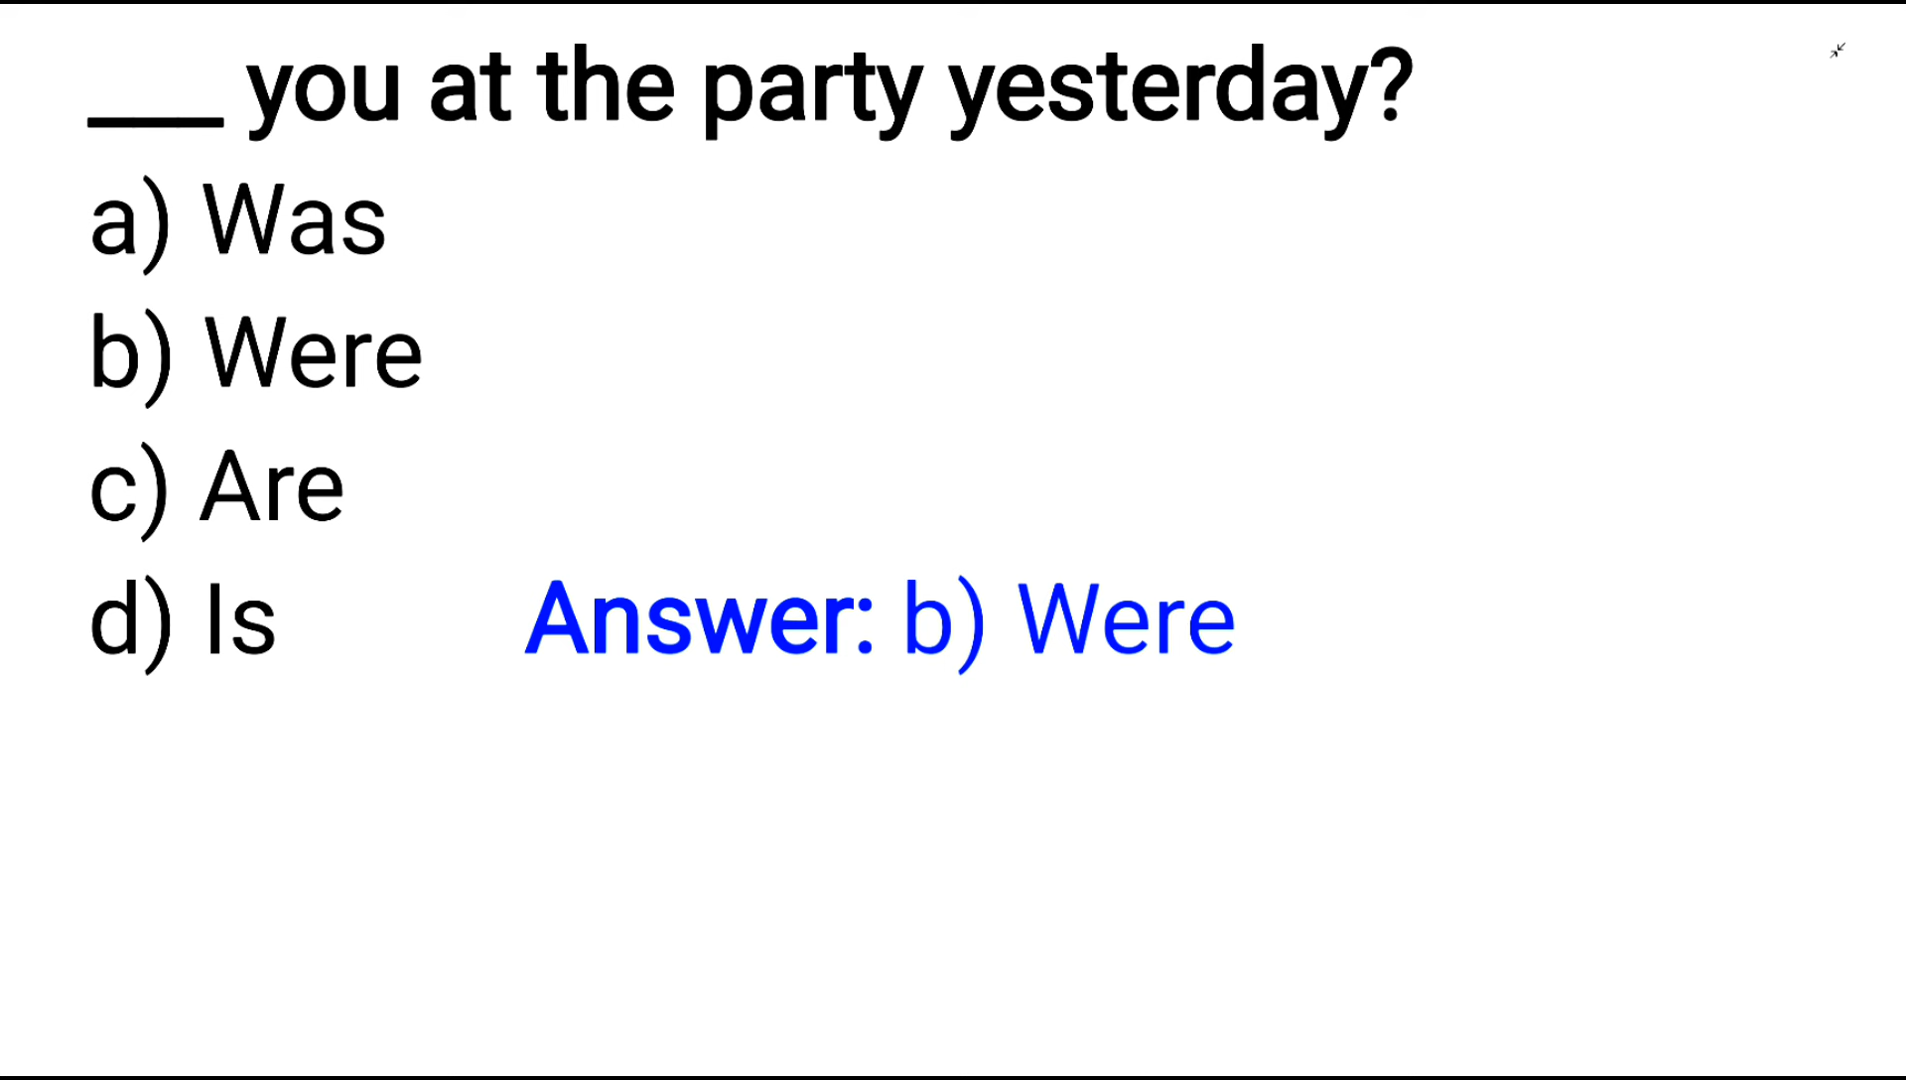 ___ you at the party yesterday?
a) Was
b) Were
c) Are
d) Is Answer: b) Were